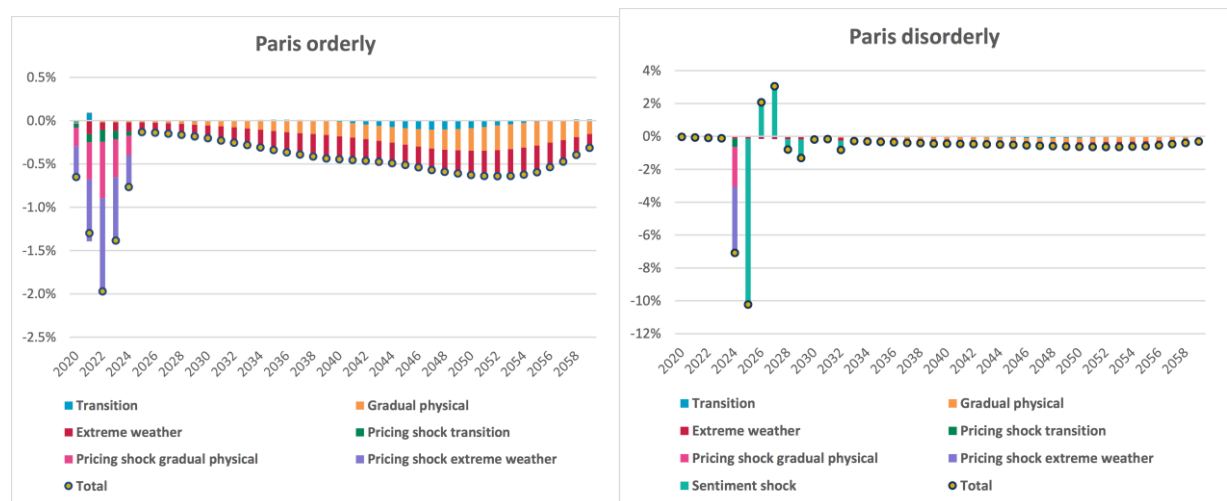 Paris orderly
0.5%
0.0%
-0.5%
-1.0%
-1.5%
-2.0%
-2.5%
2020 2022 2024 2026 2028 2030 2032 2034 2036 2038 2040 2042 2044 2046 2048 2050 2052 2054 2056 2058
Transition Gradual physical
Extreme weather Pricing shock transition
Pricing shock gradual physical Pricing shock extreme weather
Total
Paris disorderly
4%
2%
0%
-2%
-4%
-6%
-8%
-10%
-12%
2020 2022 2024 2026 2028 2030 2032 2034 2036 2038 2040 2042 2044 2046 2048 2050 2052 2054 2056 2058
Transition Gradual physical
Extreme weather Pricing shock transition
Pricing shock gradual physical Pricing shock extreme weather
Sentiment shock Total